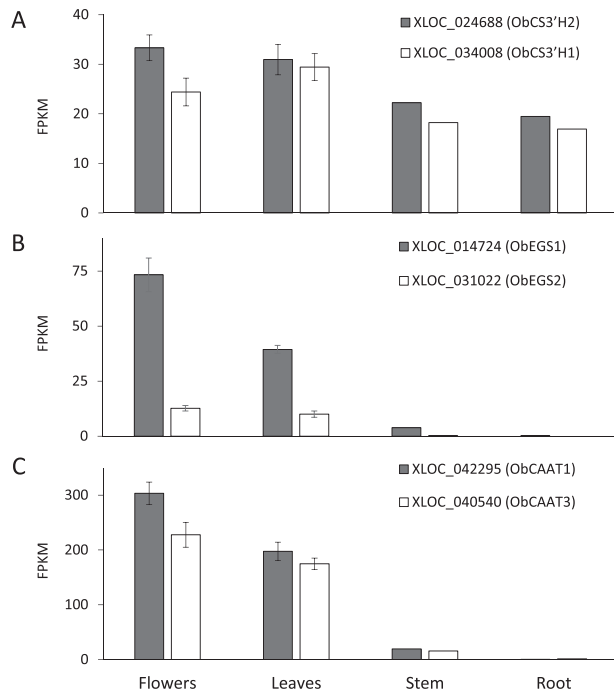 A
40
XLOC_024688 (ObCS3'H2)
XLOC_034008 (ObCS3'H1)
30
20
10
0
FPKM
B
XLOC_014724 (ObEGS1)
XLOC_031022 (ObEGS2)
75
50
25
0
FPKM
C
XLOC_042295 (ObCAAT1)
XLOC_040540 (ObCAAT3)
300
200
100
0
FPKM
Flowers Leaves Stem Root